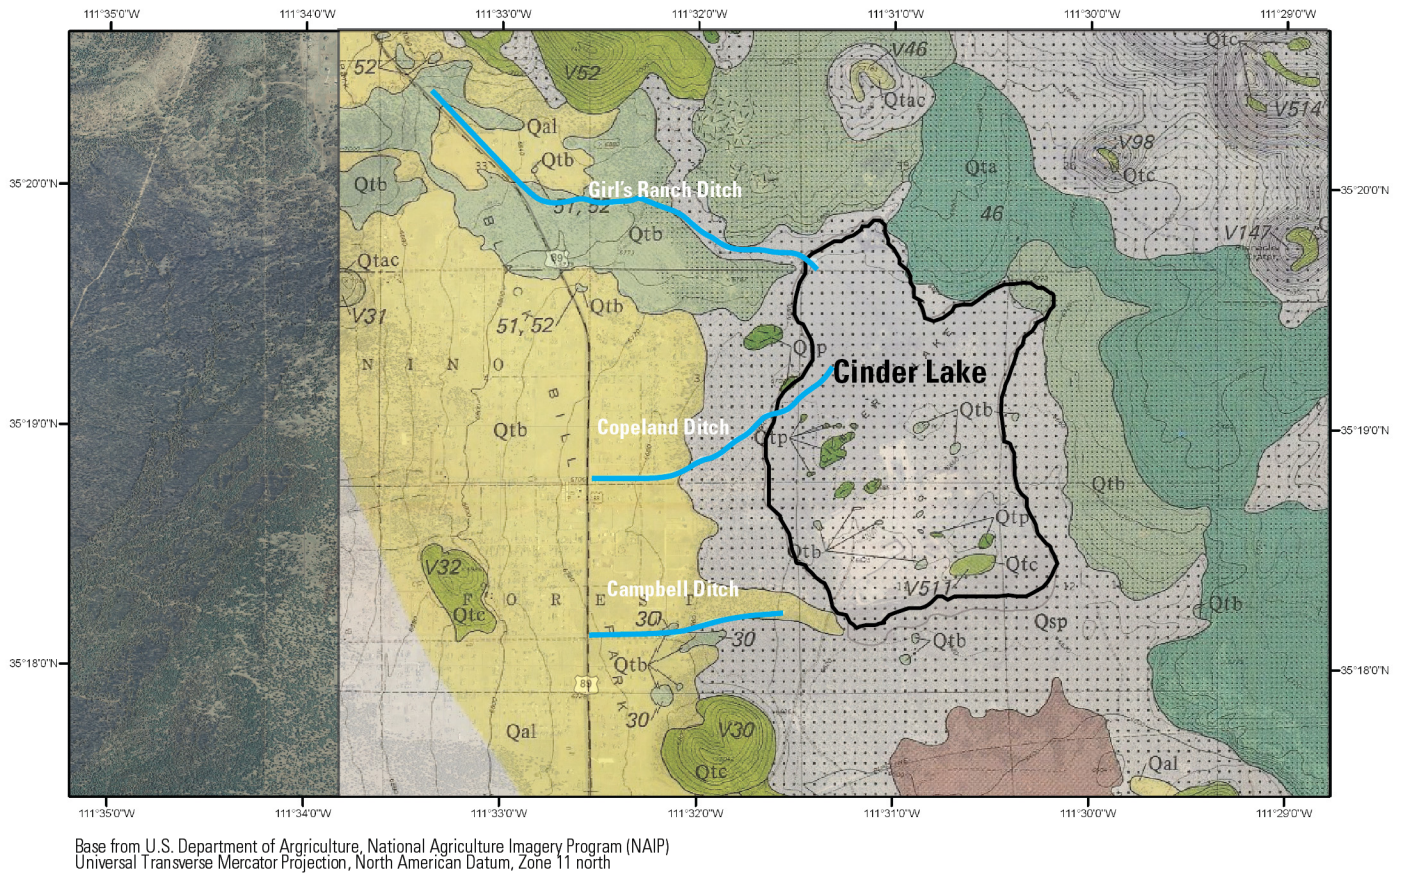 111°35'0"W 111°34'0"W 111°33'0"W 111°32'0"W 111°31'0"W 111°30'0"W 111°29'0"W
52
V52
V46
Qtc
Qtac
V514
Qal
Qtb
V98
Qta
Qtc
35°20'0"N
Qtb
Girl's Ranch Ditch
35°20'0"N
51, 52
46
Qtb
V147
Qtac
89
V31
51, 52
Qtb
N I N O
Qtp
Cinder Lake
B I L L
35°19'0"N
Qtb
Copeland Ditch
Qtp
Qtb
35°19'0"N
Qtb
Qtp
Qtb
V32
Qtc
V511
Qtc
Campbell Ditch
F O R E S T
Qtb
30
Qsp
30
Qtb
P A R K
35°18'0"N
Qtb
35°18'0"N
89
30
Qal
V30
Qtc
Qal
111°35'0"W 111°34'0"W 111°33'0"W 111°32'0"W 111°31'0"W 111°30'0"W 111°29'0"W
Base from U.S. Department of Argriculture, National Agriculture Imagery Program (NAIP)
Universal Transverse Mercator Projection, North American Datum, Zone 11 north